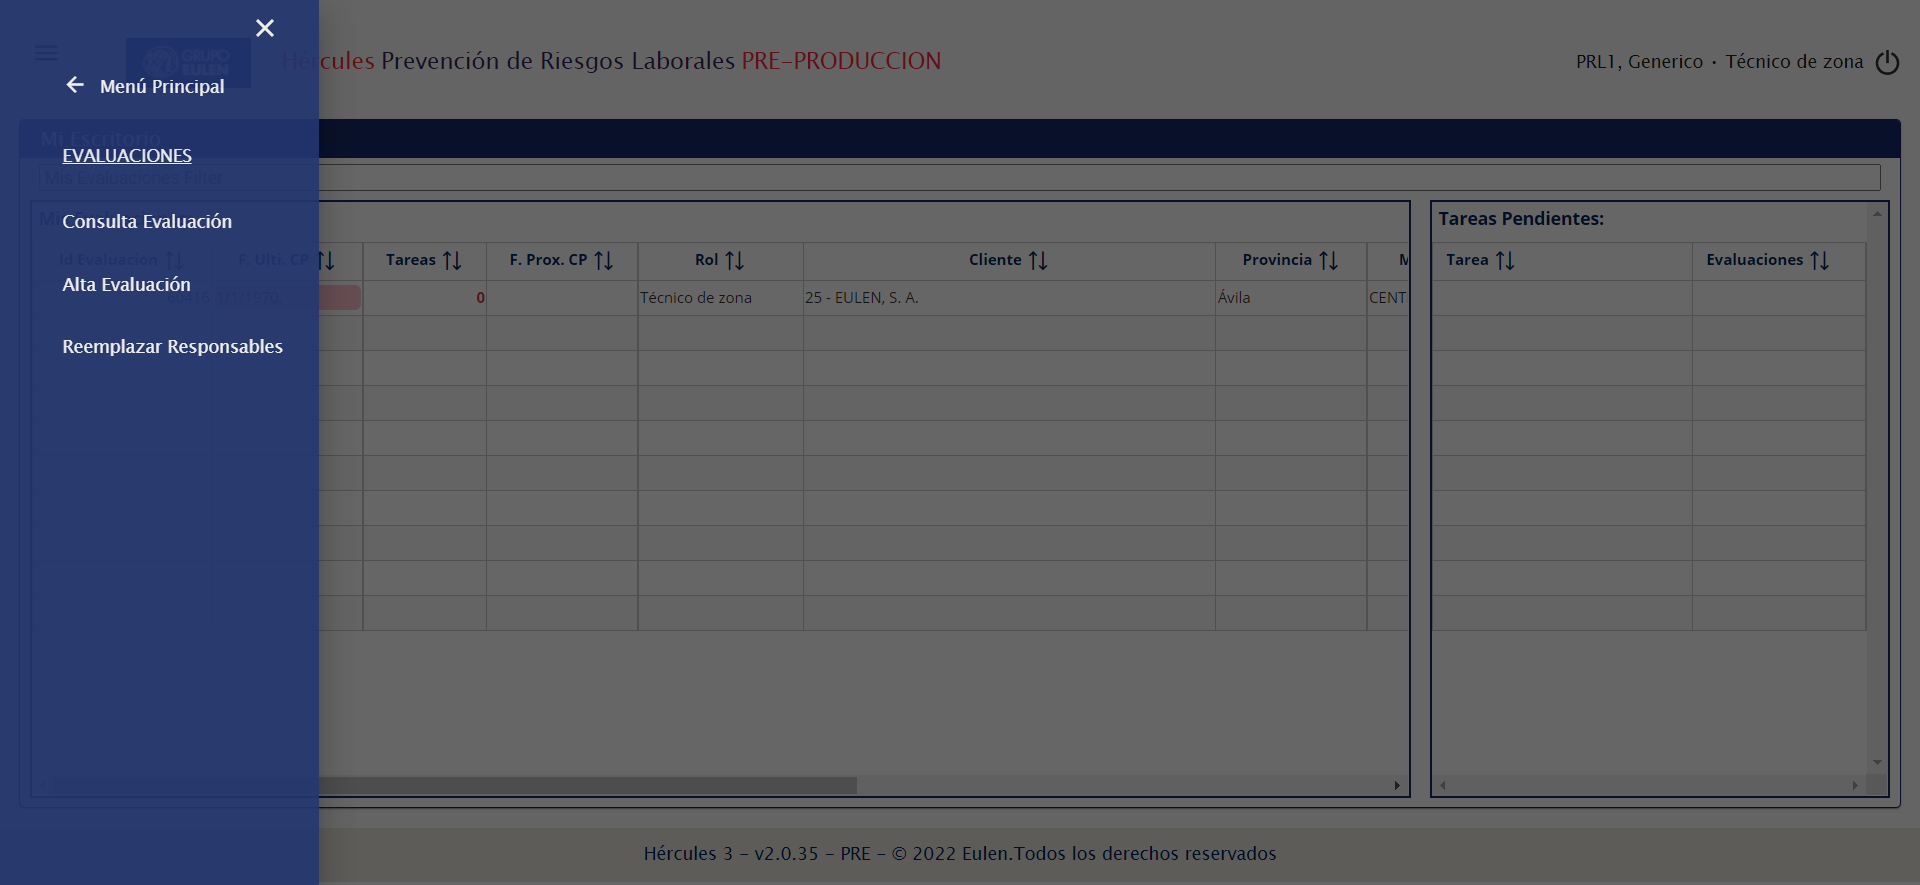 GRUPO
EULEN
Hércules Prevención de Riesgos Laborales PRE-PRODUCCION
PRL1, Generico · Técnico de zona
Menú Principal
Mi Escritorio
EVALUACIONES
Mis Evaluaciones Filter
Consulta Evaluación
Tareas Pendientes:
Id Evaluacion F. Ulti. CP Tareas F. Prox. CP Rol Cliente Provincia
Tarea Evaluaciones
Alta Evaluación
1/1/1970 0 Técnico de zona 25 - EULEN, S. A. Ávila CENT
Reemplazar Responsables
Hércules 3 - v2.0.35 - PRE - © 2022 Eulen.Todos los derechos reservados